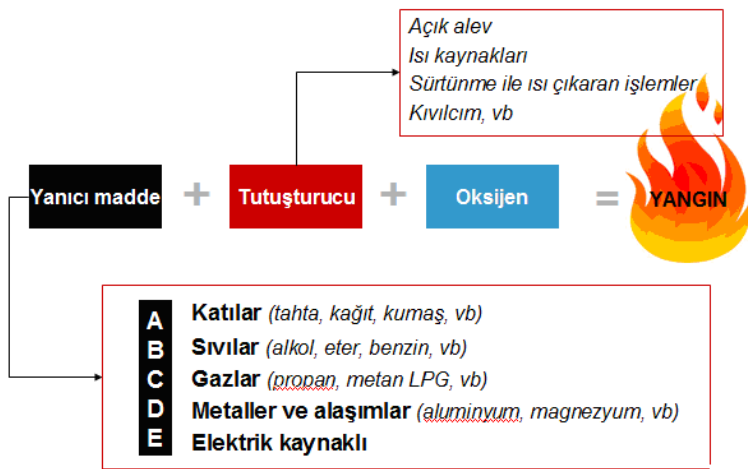 Açık alev
Isı kaynakları
Sürtünme ile ısı çıkaran işlemler
Kıvılcım, vb
Yanıcı madde + Tutuşturucu + Oksijen = YANGIN
A Katılar (tahta, kağıt, kumaş, vb)
B Sıvılar (alkol, eter, benzin, vb)
C Gazlar (propan, metan LPG, vb)
D Metaller ve alaşımlar (aluminyum, magnezyum, vb)
E Elektrik kaynaklı